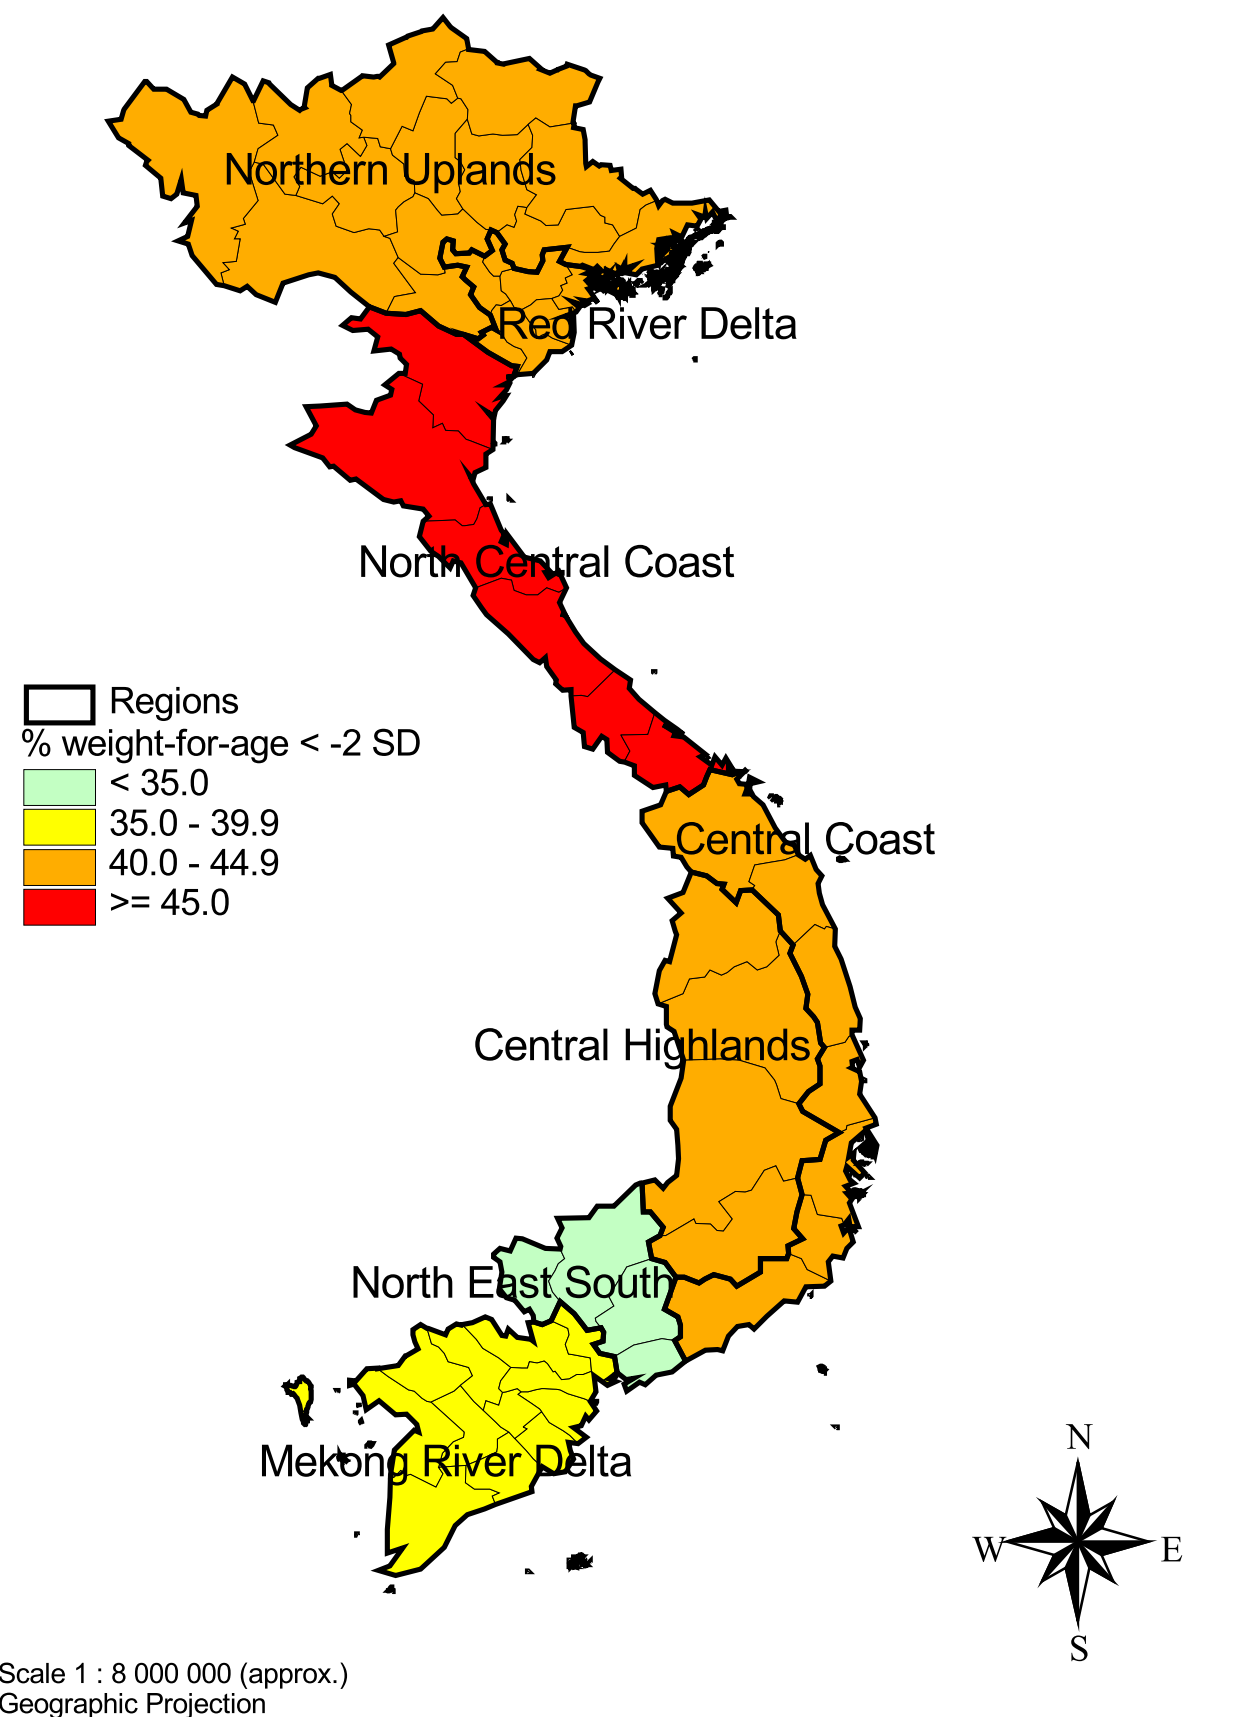 Northern Uplands
Red River Delta
North Central Coast
Regions
% weight-for-age < -2 SD
< 35.0
35.0 - 39.9
40.0 - 44.9
>= 45.0
Central Coast
Central Highlands
North East South
Mekong River Delta
N
W
E
S
Scale 1 : 8 000 000 (approx.)
Geographic Projection